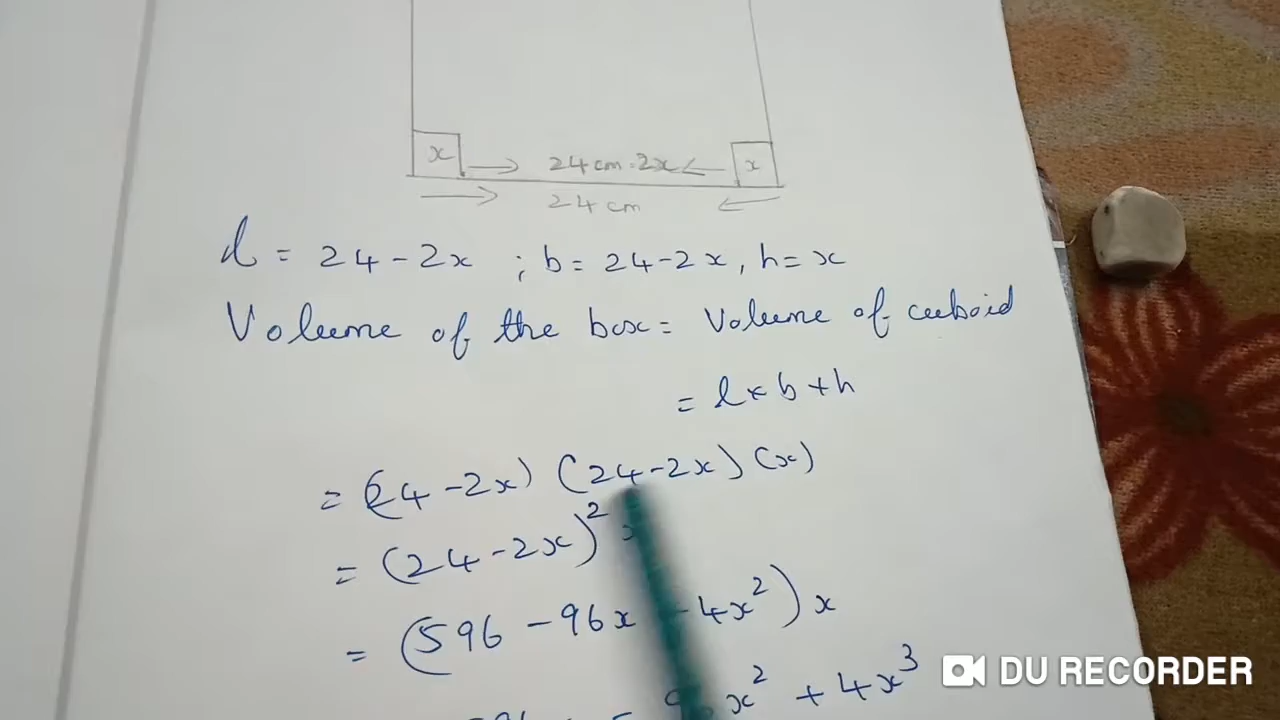 x 24 cm - 2x x
24 cm
l = 24 - 2x ; b = 24 - 2x, h = x
Volume of the box = Volume of cuboid
= l × b + h
= (24 - 2x) (24 - 2x) (x)
= (24 - 2x)² x
= (596 - 96x 4x²) x
x² + 4x³
DU RECORDER